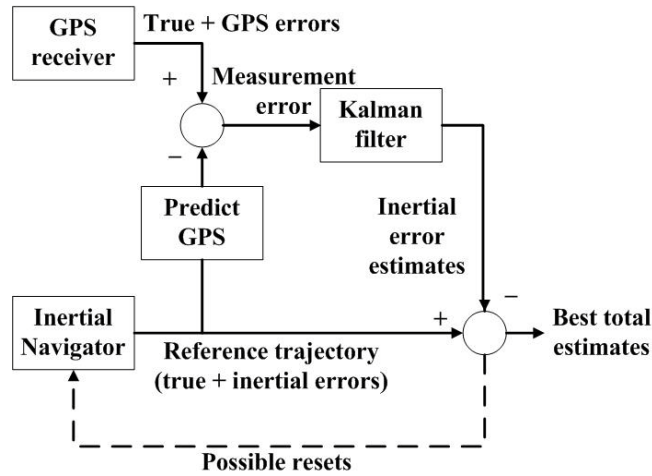 GPS
receiver
True + GPS errors
+
Measurement
error
Kalman
filter
−
Predict
GPS
Inertial
error
estimates
−
Inertial
Navigator
+
Best total
estimates
Reference trajectory
(true + inertial errors)
Possible resets